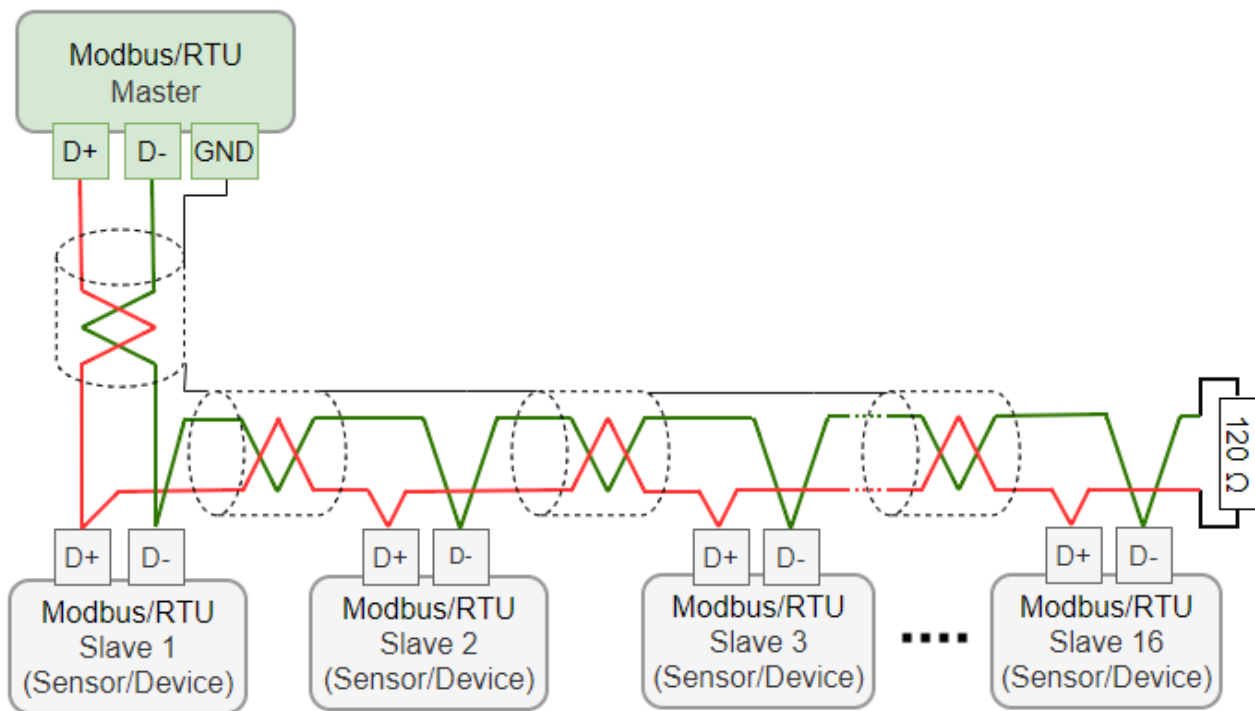 Modbus/RTU
Master
D+ D- GND
120 Ω
D+ D- D+ D- D+ D- D+ D-
Modbus/RTU
Slave 1
(Sensor/Device)
Modbus/RTU
Slave 2
(Sensor/Device)
Modbus/RTU
Slave 3
(Sensor/Device)
Modbus/RTU
Slave 16
(Sensor/Device)